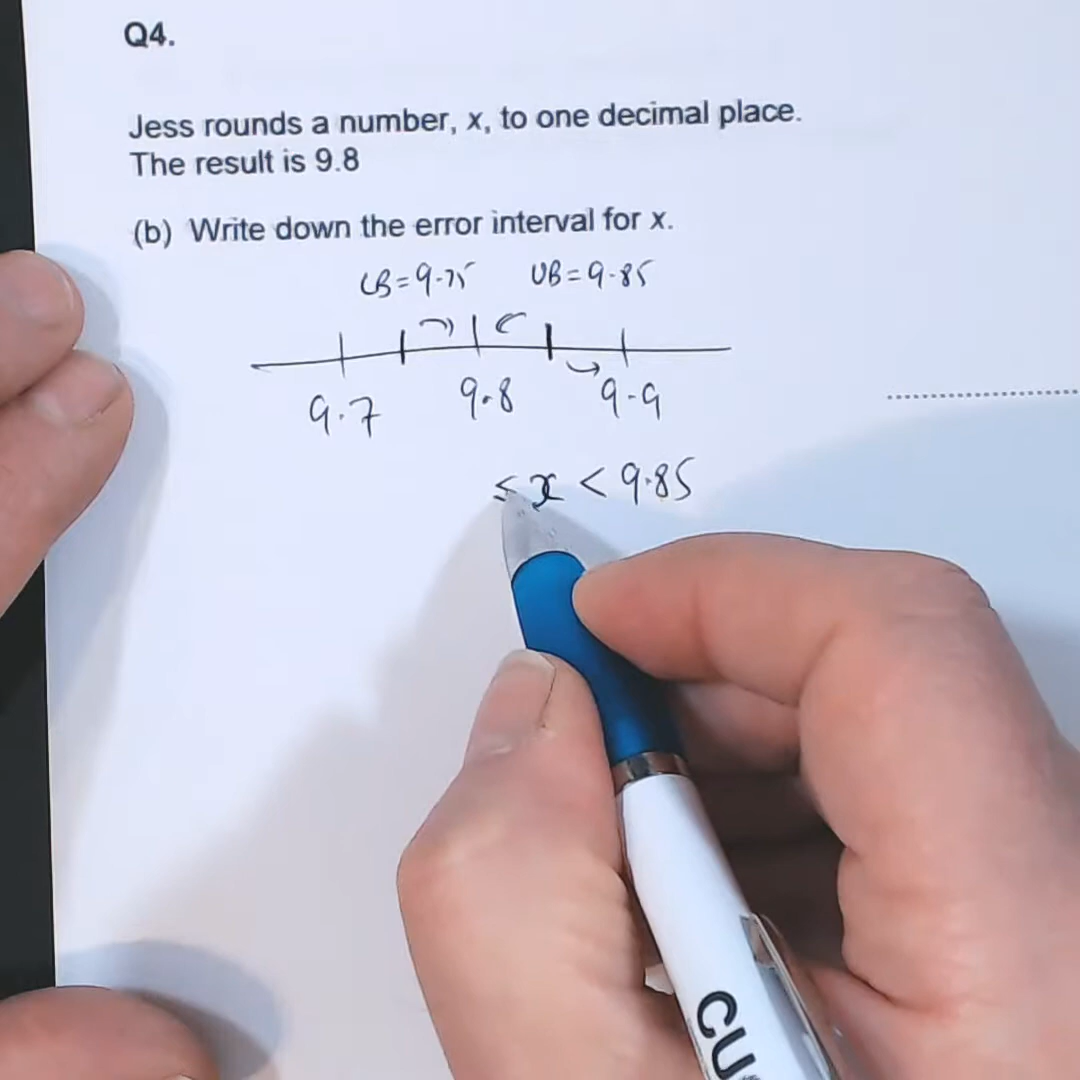 Q4.
Jess rounds a number, x, to one decimal place.
The result is 9.8
(b) Write down the error interval for x.
LB = 9.75 UB = 9.85
9.7 9.8 9.9
≤ x < 9.85
CU